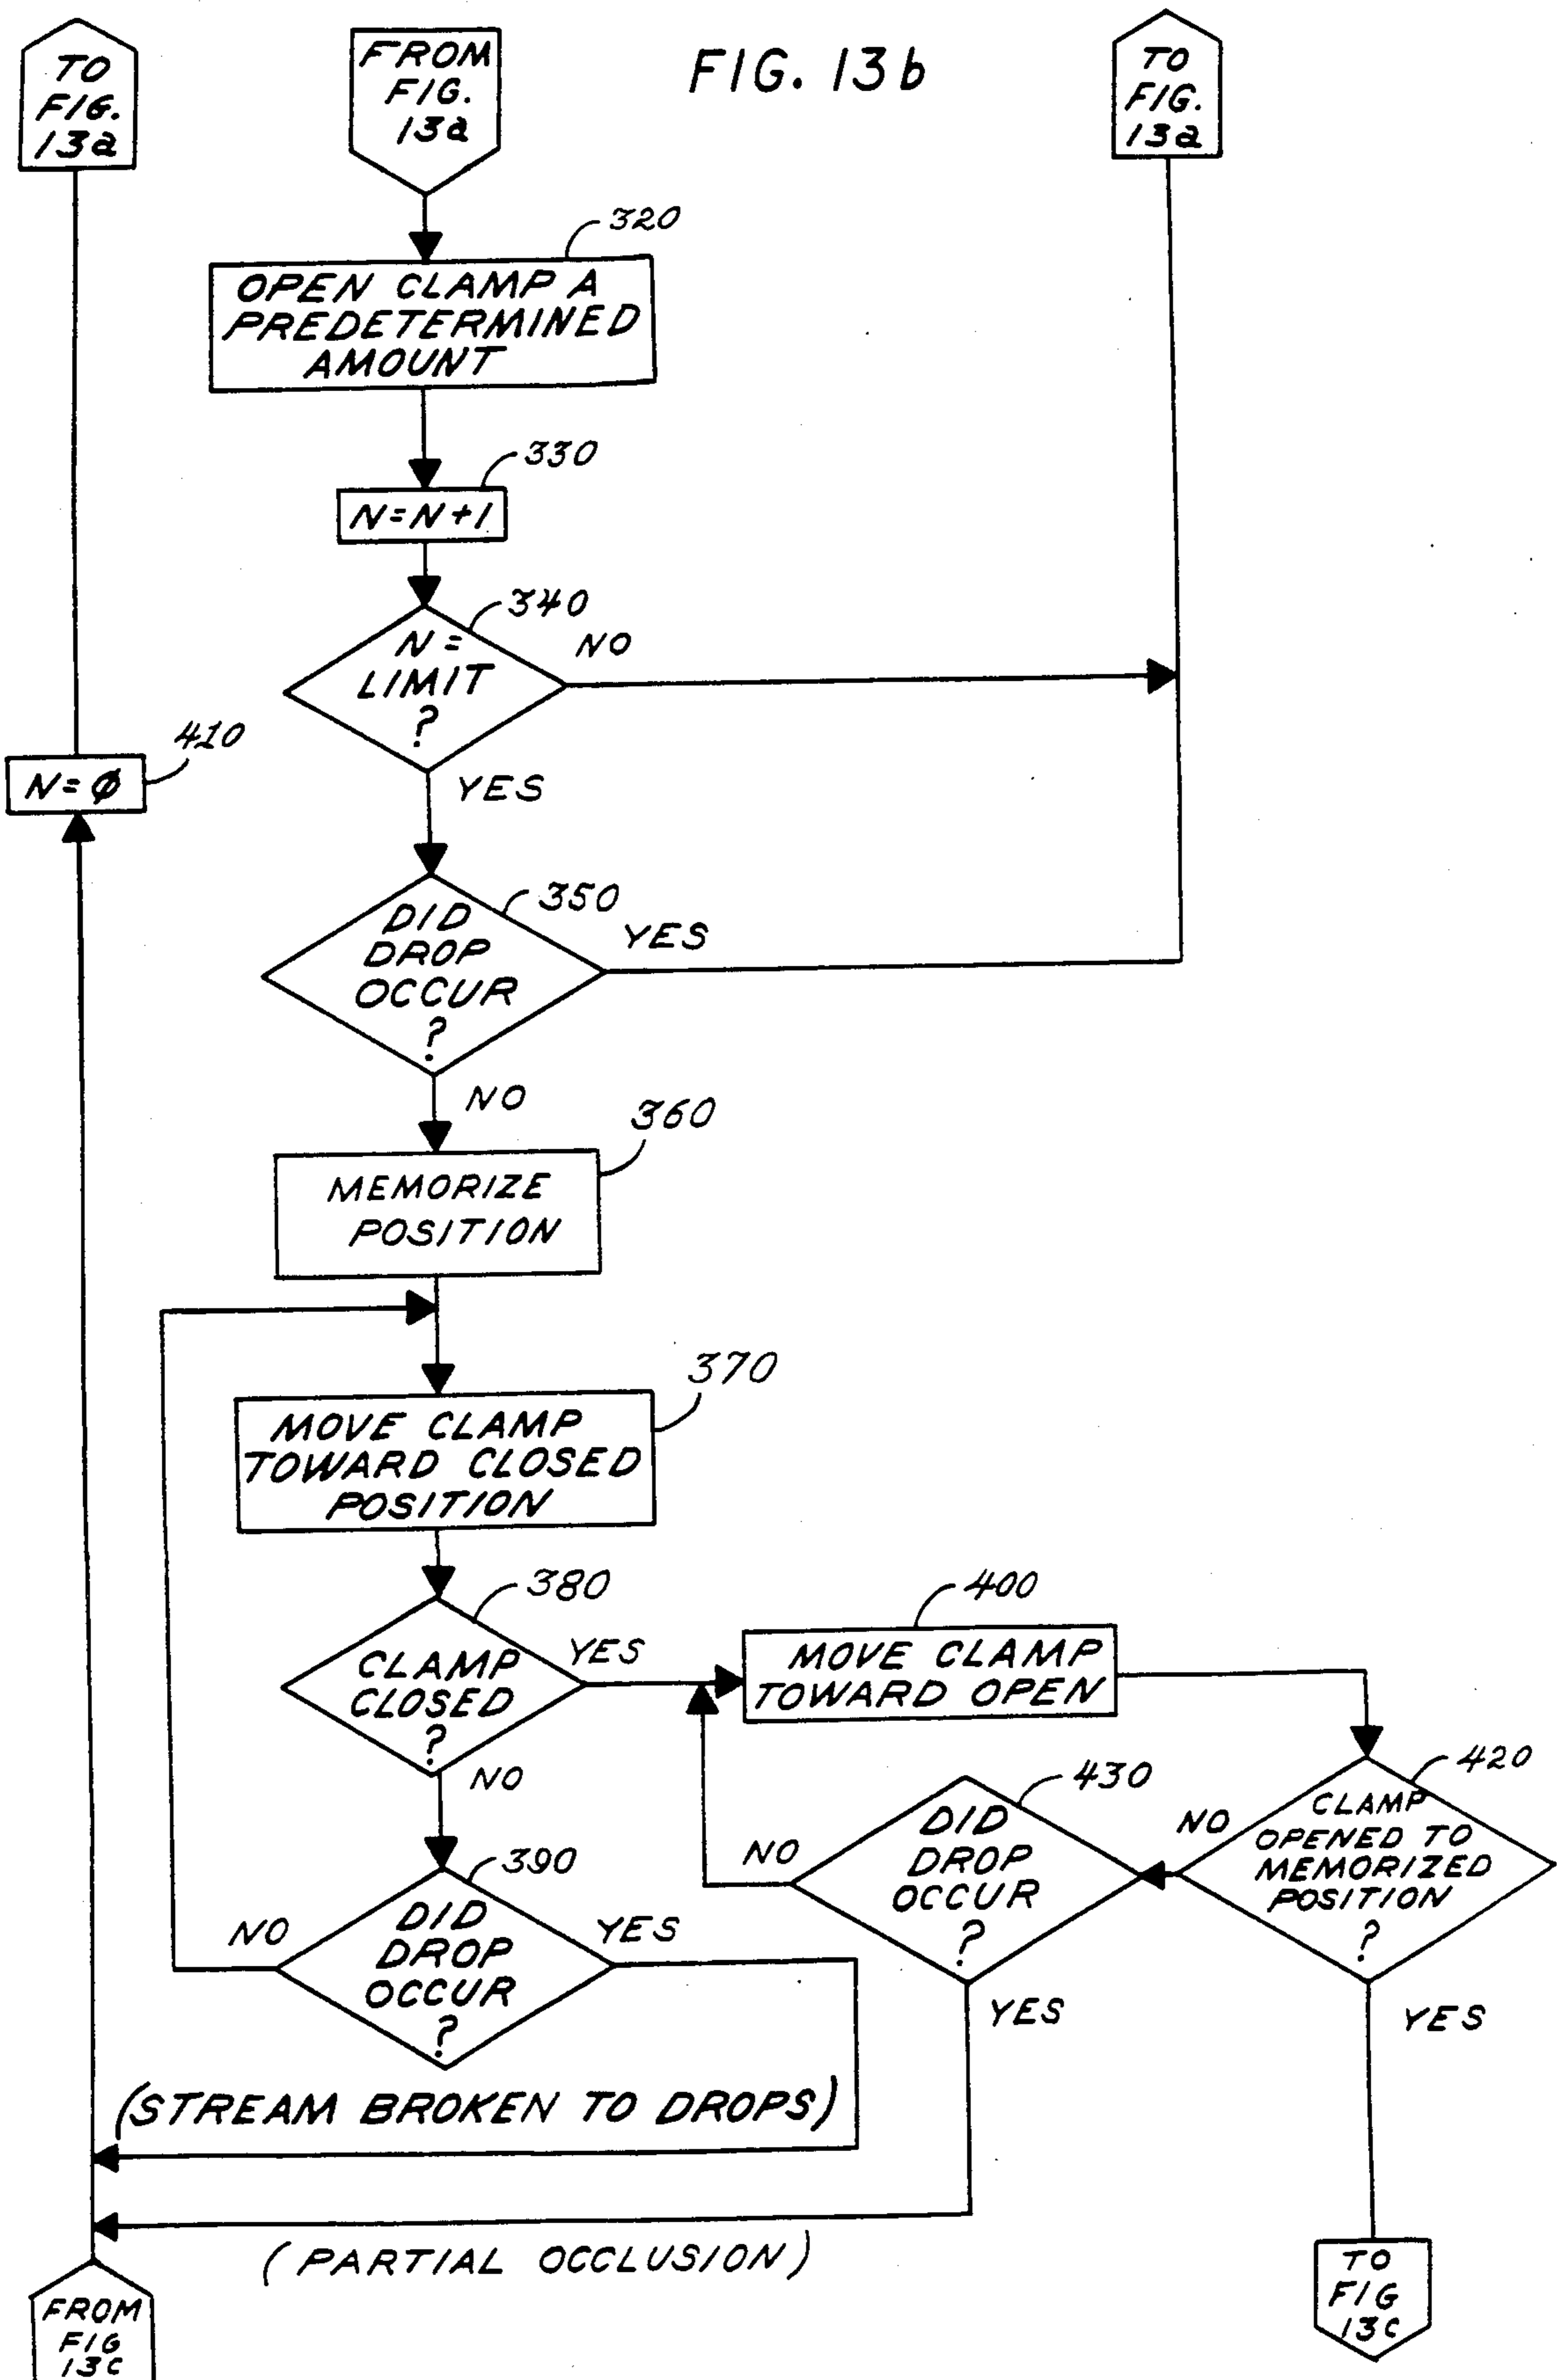 TO
FIG.
13a
FROM
FIG.
13a
FIG. 13b
TO
FIG.
13a
320
OPEN CLAMP A
PREDETERMINED
AMOUNT
330
N=N+1
340
N=
LIMIT
?
NO
YES
410
N=Ø
350
DID
DROP
OCCUR
?
YES
NO
360
MEMORIZE
POSITION
370
MOVE CLAMP
TOWARD CLOSED
POSITION
380
CLAMP
CLOSED
?
YES
NO
400
MOVE CLAMP
TOWARD OPEN
420
CLAMP
OPENED TO
MEMORIZED
POSITION
?
NO
YES
430
DID
DROP
OCCUR
?
NO
YES
390
DID
DROP
OCCUR
?
NO
YES
(STREAM BROKEN TO DROPS)
(PARTIAL OCCLUSION)
FROM
FIG
13c
TO
FIG
13c